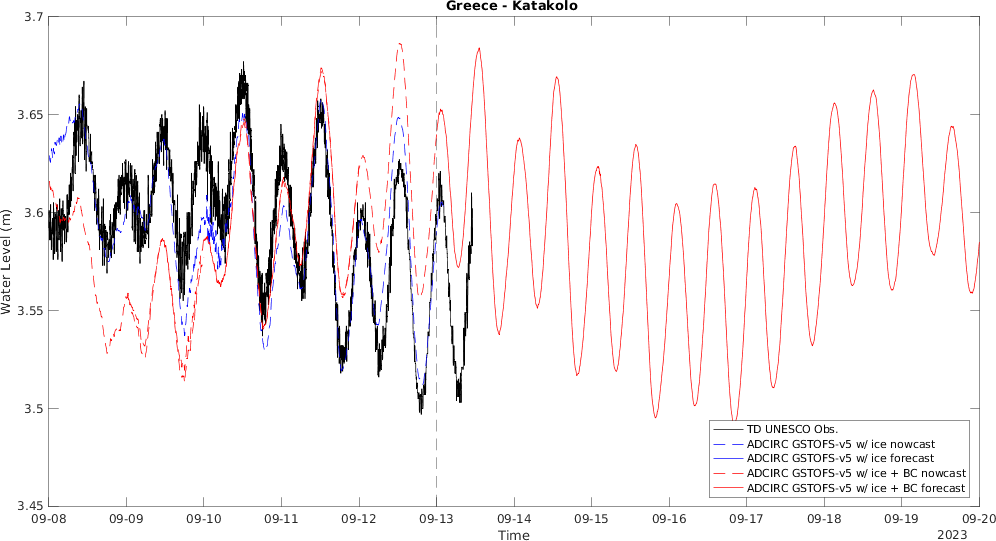 Greece - Katakolo
3.7
3.65
3.6
3.55
3.5
3.45
Water Level (m)
TD UNESCO Obs.
ADCIRC GSTOFS-v5 w/ ice nowcast
ADCIRC GSTOFS-v5 w/ ice forecast
ADCIRC GSTOFS-v5 w/ ice + BC nowcast
ADCIRC GSTOFS-v5 w/ ice + BC forecast
09-08 09-09 09-10 09-11 09-12 09-13 09-14 09-15 09-16 09-17 09-18 09-19 09-20
Time
2023